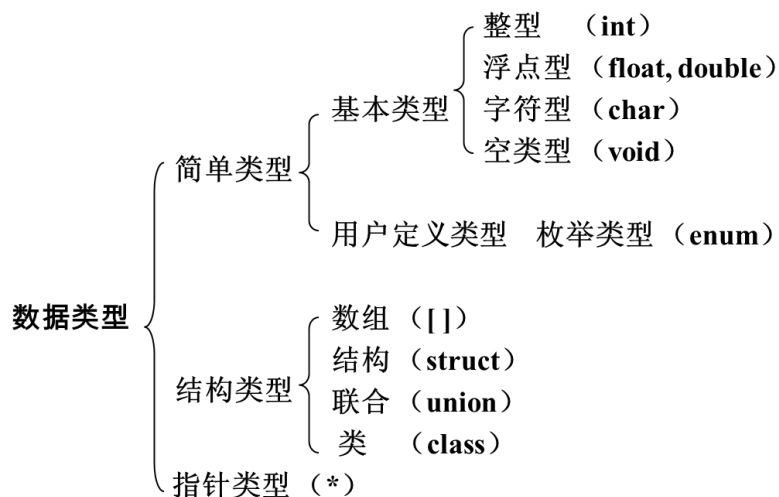 整型 （int）
浮点型（float, double）
基本类型
字符型（char）
空类型（void）
简单类型
用户定义类型 枚举类型（enum）
数据类型
数组（[ ]）
结构（struct）
结构类型
联合（union）
类 （class）
指针类型（*）